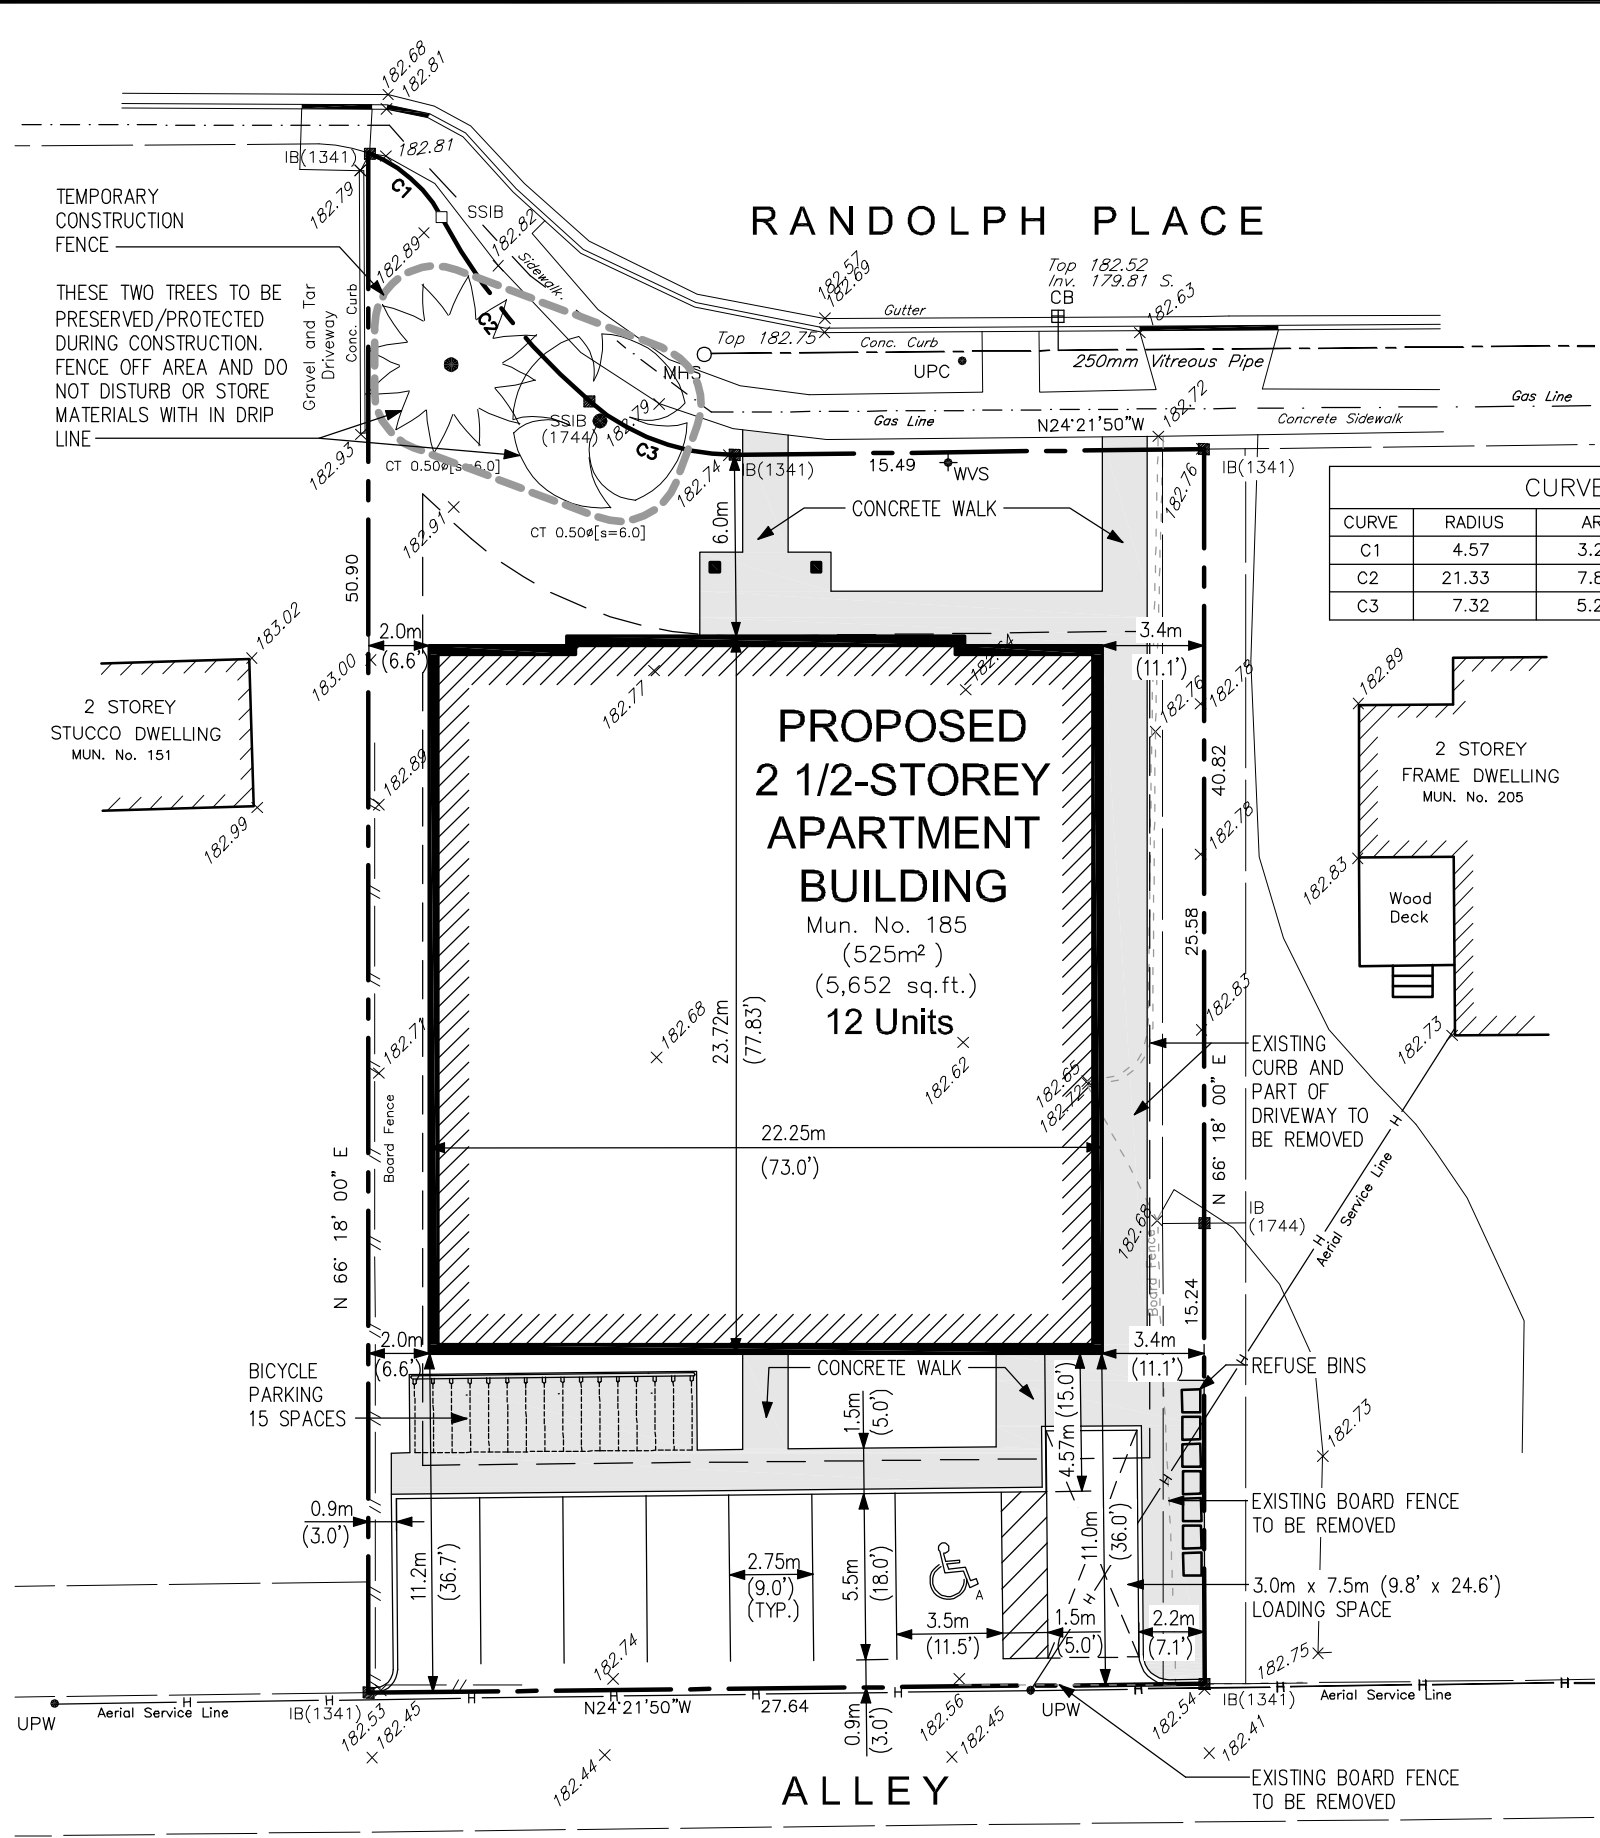 182.68
182.81
IB(1341)
182.81
182.79
C1
SSIB
182.82
182.89
Sidewalk.
TEMPORARY
CONSTRUCTION
FENCE
THESE TWO TREES TO BE
PRESERVED/PROTECTED
DURING CONSTRUCTION.
FENCE OFF AREA AND DO
NOT DISTURB OR STORE
MATERIALS WITH IN DRIP
LINE
Gravel and Tar
Driveway
Conc. Curb
RANDOLPH PLACE
182.57
182.69
Top 182.52
Inv. 179.81 S.
CB
182.63
Gutter
Top 182.75
Conc. Curb
MHS
UPC
250mm Vitreous Pipe
C2
SSIB
(1744)
182.79
C3
182.72
Gas Line
Gas Line
N24°21'50"W
Concrete Sidewalk
182.93
CT 0.50ø[s=6.0]
CT 0.50ø[s=6.0]
182.74
IB(1341)
15.49
WVS
182.76
IB(1341)
182.91
6.0m
CONCRETE WALK
CURVE
CURVE RADIUS AR
C1 4.57 3.2
C2 21.33 7.8
C3 7.32 5.2
50.90
183.02
183.00
2.0m
(6.6')
3.4m
(11.1')
182.64
182.77
182.76
182.78
182.89
2 STOREY
STUCCO DWELLING
MUN. No. 151
182.99
182.89
PROPOSED
2 1/2-STOREY
APARTMENT
BUILDING
Mun. No. 185
(525m² )
(5,652 sq.ft.)
12 Units
40.82
182.78
2 STOREY
FRAME DWELLING
MUN. No. 205
182.83
Wood
Deck
25.58
182.83
182.73
182.71
182.68
23.72m
(77.83')
182.62
182.65
182.72
EXISTING
CURB AND
PART OF
DRIVEWAY TO
BE REMOVED
Board Fence
22.25m
(73.0')
N 66° 18' 00" E
N 66° 18' 00" E
H
H
Aerial Service Line
182.68
IB
(1744)
Board Fence
15.24
2.0m
(6.6')
3.4m
(11.1')
H
REFUSE BINS
BICYCLE
PARKING
15 SPACES
CONCRETE WALK
1.5m
(5.0')
4.57m (15.0')
182.73
H
0.9m
(3.0')
EXISTING BOARD FENCE
TO BE REMOVED
11.2m
(36.7')
2.75m
(9.0')
(TYP.)
5.5m
(18.0')
A
11.0m
(36.0')
H
3.0m x 7.5m (9.8' x 24.6')
LOADING SPACE
3.5m
(11.5')
1.5m
(5.0')
2.2m
(7.1')
182.74
182.75
UPW
Aerial Service Line
H
H
IB(1341)
H
H
N24°21'50"W
H
27.64
H
UPW
H
IB(1341)
H
Aerial Service Line
H
H
182.53
182.45
182.44
0.9m
(3.0')
182.56
182.45
182.54
182.41
ALLEY
EXISTING BOARD FENCE
TO BE REMOVED